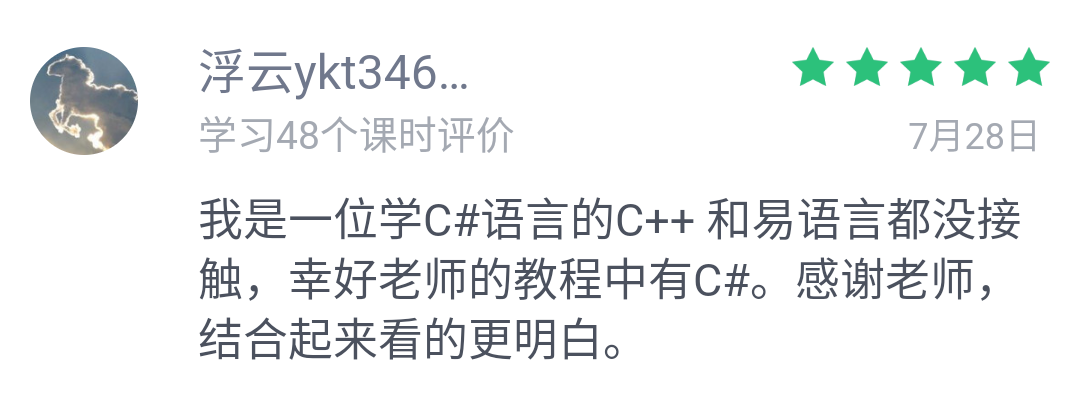 浮云ykt346...
学习48个课时评价
7月28日
我是一位学C#语言的C++ 和易语言都没接
触，幸好老师的教程中有C#。感谢老师，
结合起来看的更明白。